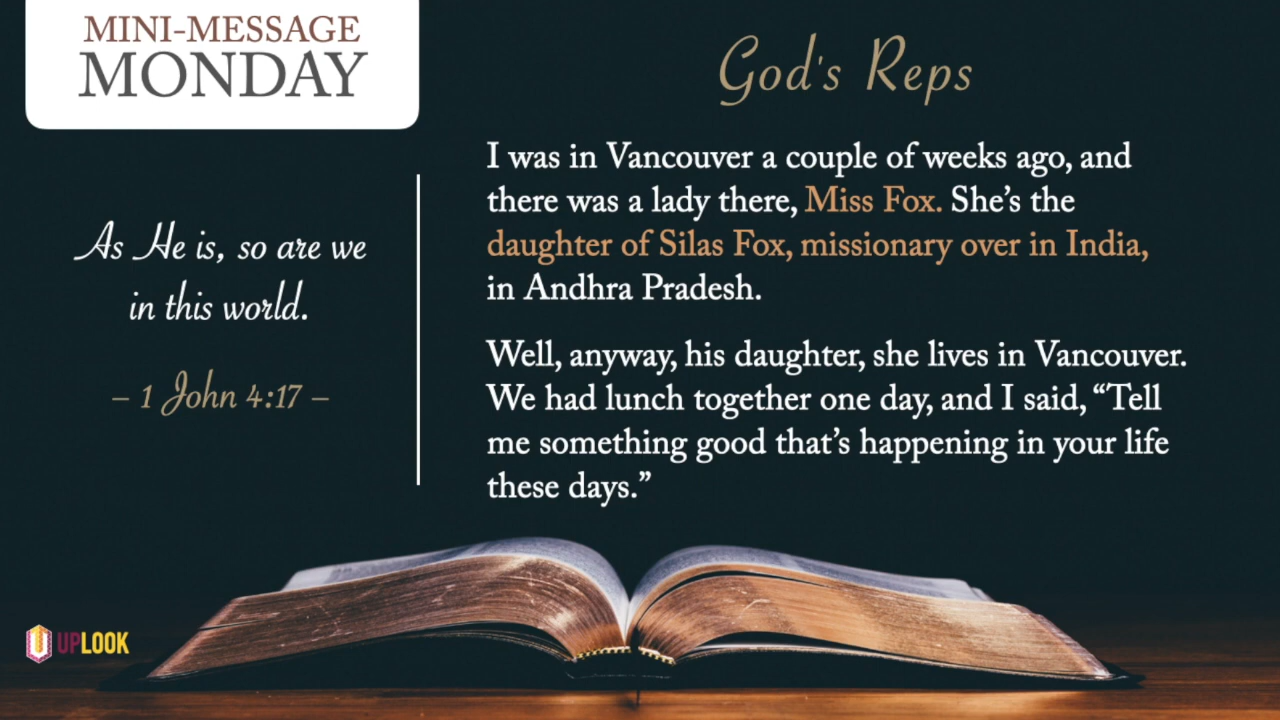 MINI-MESSAGE
MONDAY
As He is, so are we
in this world.
– 1 John 4:17 –
God's Reps
I was in Vancouver a couple of weeks ago, and
there was a lady there, Miss Fox. She’s the
daughter of Silas Fox, missionary over in India,
in Andhra Pradesh.
Well, anyway, his daughter, she lives in Vancouver.
We had lunch together one day, and I said, “Tell
me something good that’s happening in your life
these days.”
UPLOOK